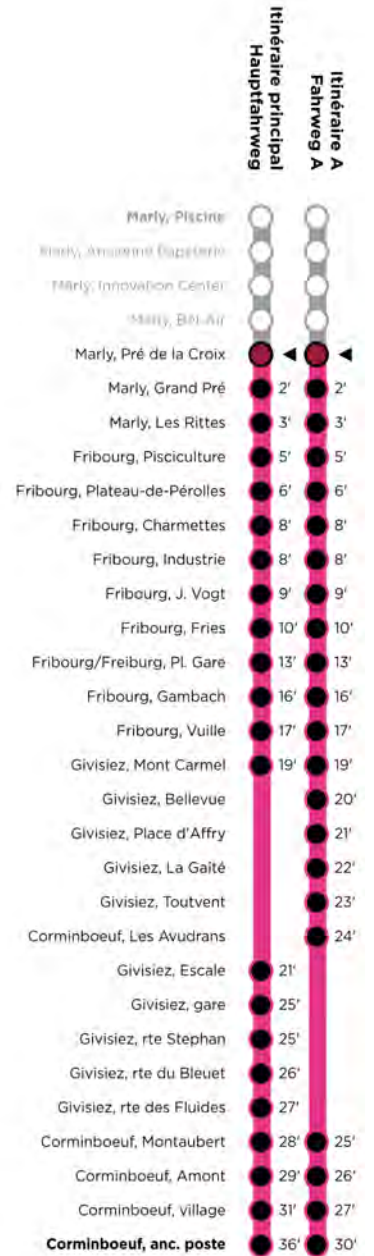 Itinéraire principal
Hauptfahrweg
Itinéraire A
Fahrweg A
Marly, Piscine
Marly, Ancienne Papeterie
Marly, Innovation Center
Marly, Bel-Air
Marly, Pré de la Croix
Marly, Grand Pré 2' 2'
Marly, Les Rittes 3' 3'
Fribourg, Pisciculture 5' 5'
Fribourg, Plateau-de-Pérolles 6' 6'
Fribourg, Charmettes 8' 8'
Fribourg, Industrie 8' 8'
Fribourg, J. Vogt 9' 9'
Fribourg, Fries 10' 10'
Fribourg/Freiburg, Pl. Gare 13' 13'
Fribourg, Gambach 16' 16'
Fribourg, Vuille 17' 17'
Givisiez, Mont Carmel 19' 19'
Givisiez, Bellevue 20'
Givisiez, Place d'Affry 21'
Givisiez, La Gaîté 22'
Givisiez, Toutvent 23'
Corminboeuf, Les Avudrans 24'
Givisiez, Escale 21'
Givisiez, gare 25'
Givisiez, rte Stephan 25'
Givisiez, rte du Bleuet 26'
Givisiez, rte des Fluides 27'
Corminboeuf, Montaubert 28' 25'
Corminboeuf, Amont 29' 26'
Corminboeuf, village 31' 27'
Corminboeuf, anc. poste 36' 30'